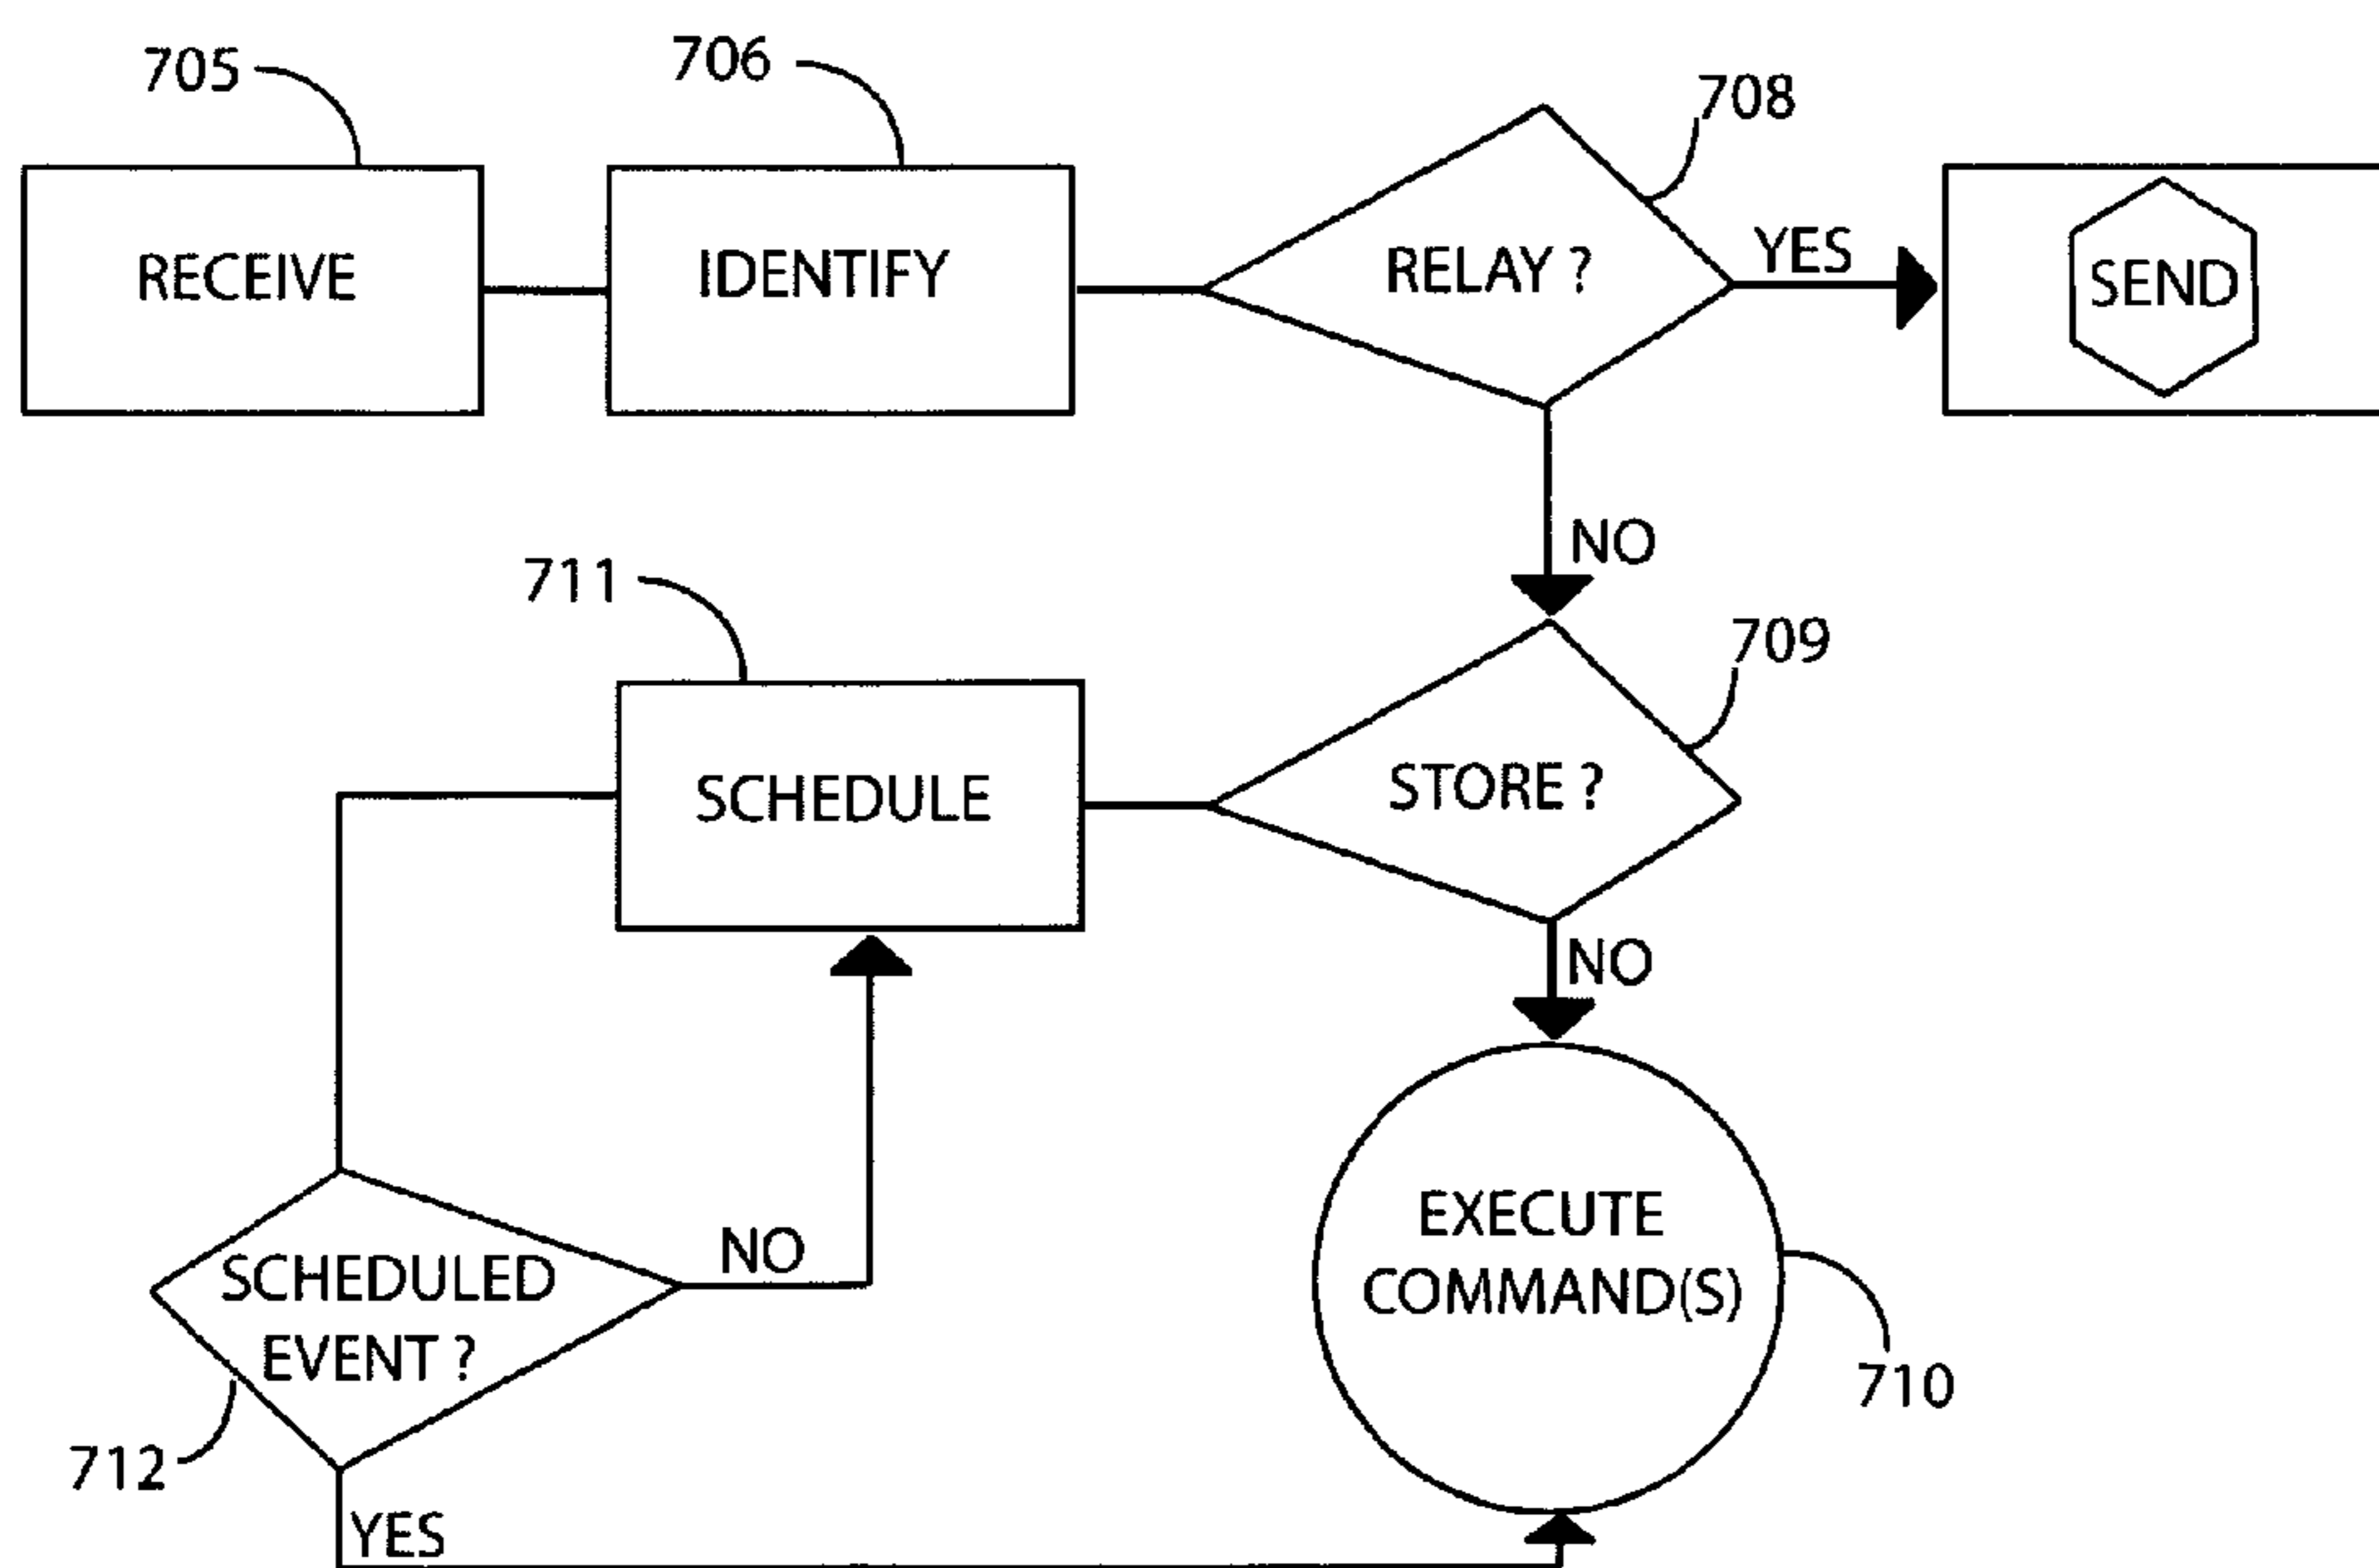 705
706
708
RECEIVE
IDENTIFY
RELAY ?
YES
SEND
NO
711
709
SCHEDULE
STORE ?
NO
EXECUTE
COMMAND(S)
710
NO
SCHEDULED
EVENT ?
712
YES